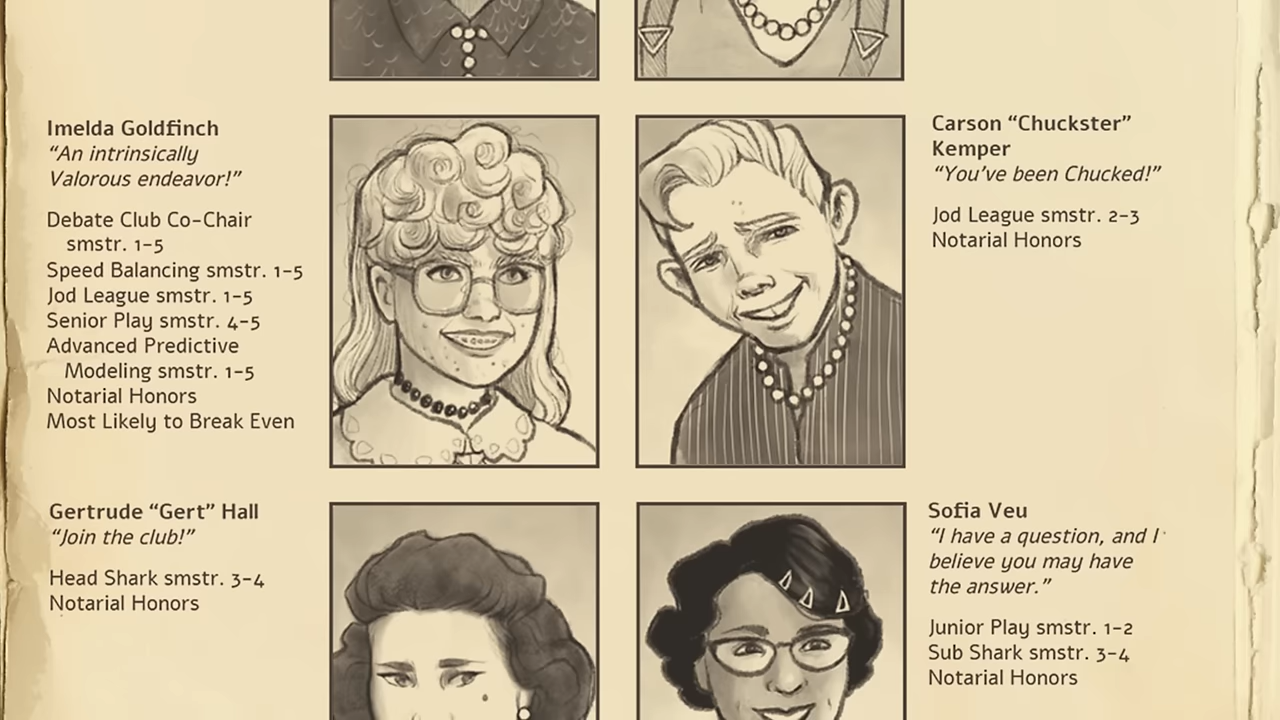 Imelda Goldfinch
“An intrinsically
Valorous endeavor!”
Debate Club Co-Chair
smstr. 1-5
Speed Balancing smstr. 1-5
Jod League smstr. 1-5
Senior Play smstr. 4-5
Advanced Predictive
Modeling smstr. 1-5
Notarial Honors
Most Likely to Break Even
Carson “Chuckster”
Kemper
“You’ve been Chucked!”
Jod League smstr. 2-3
Notarial Honors
Gertrude “Gert” Hall
“Join the club!”
Head Shark smstr. 3-4
Notarial Honors
Sofia Veu
“I have a question, and I
believe you may have
the answer.”
Junior Play smstr. 1-2
Sub Shark smstr. 3-4
Notarial Honors